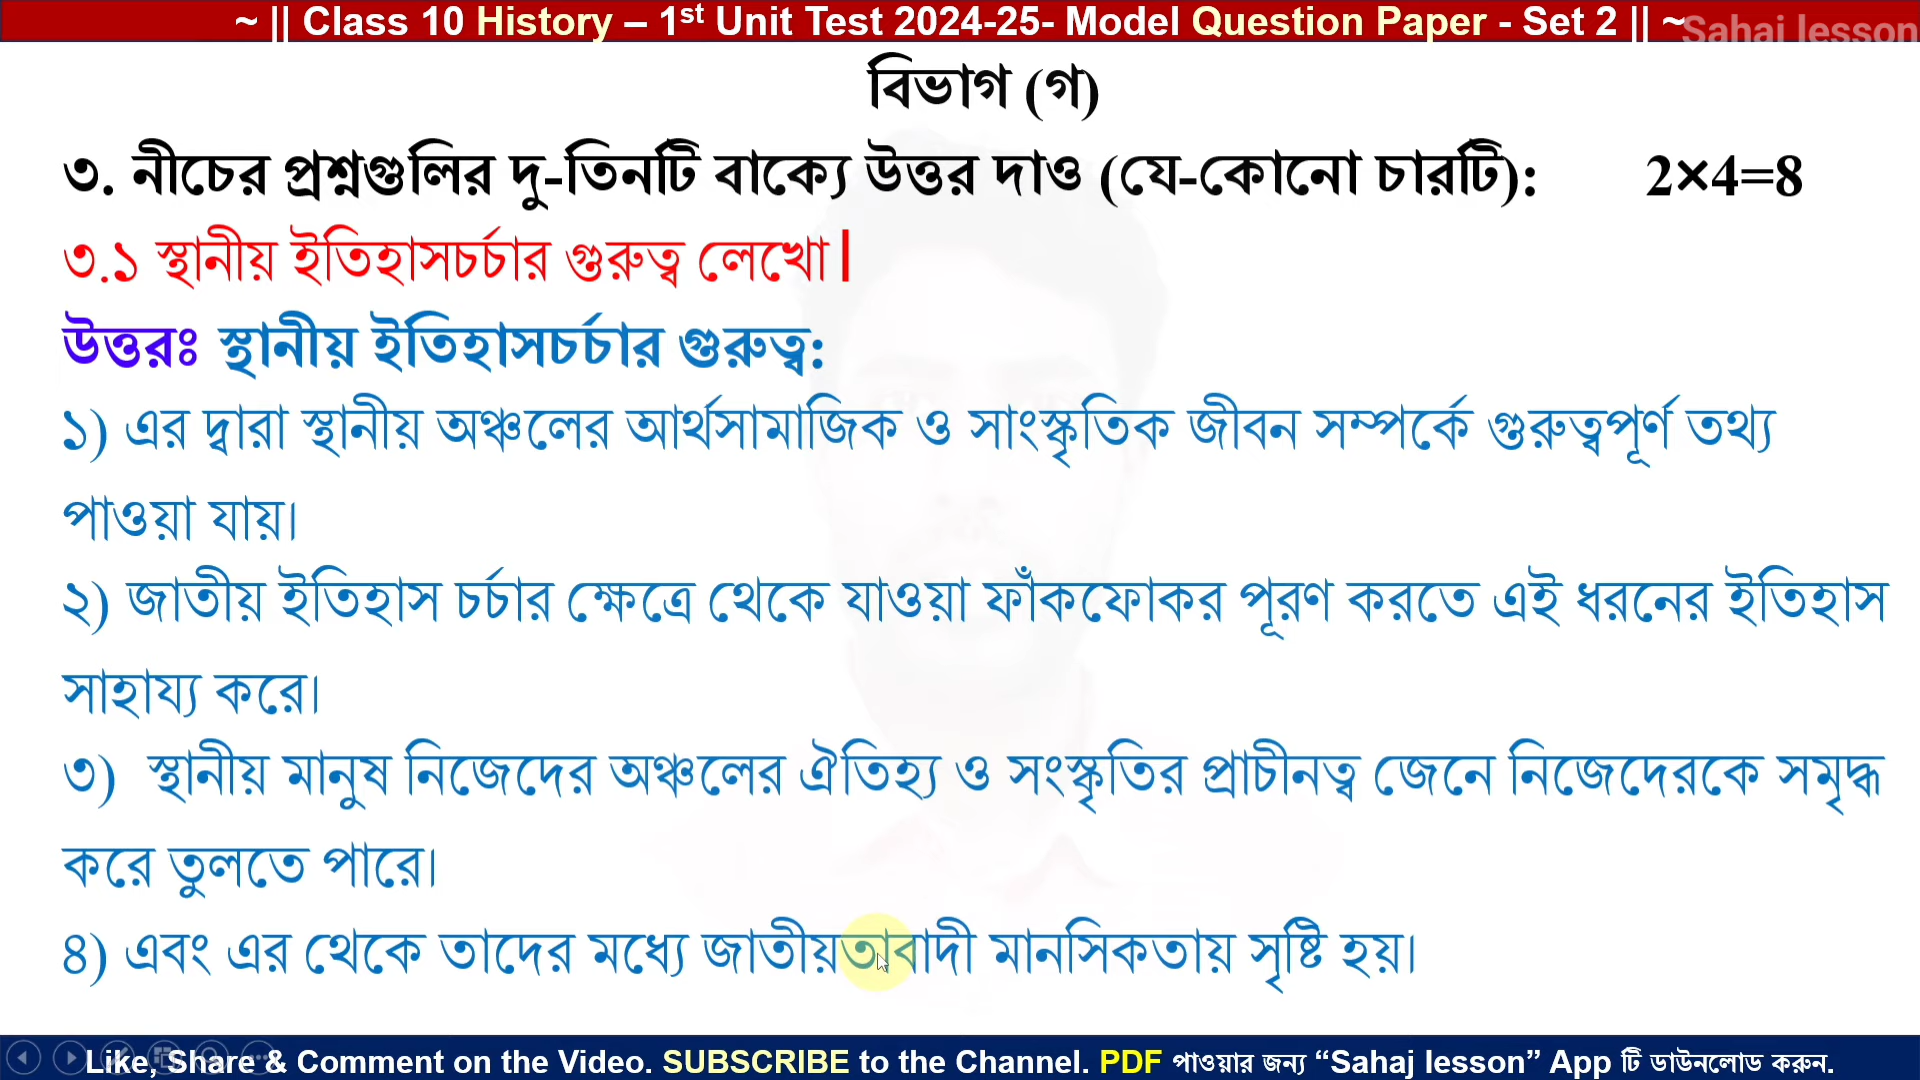 ~ || Class 10 History – 1st Unit Test 2024-25- Model Question Paper - Set 2 || ~
Sahaj lesson
বিভাগ (গ)
৩. নীচের প্রশ্নগুলির দু-তিনটি বাক্যে উত্তর দাও (যে-কোনো চারটি): 2×4=8
৩.১ স্থানীয় ইতিহাসচর্চার গুরুত্ব লেখো।
উত্তরঃ স্থানীয় ইতিহাসচর্চার গুরুত্ব:
১) এর দ্বারা স্থানীয় অঞ্চলের আর্থসামাজিক ও সাংস্কৃতিক জীবন সম্পর্কে গুরুত্বপূর্ণ তথ্য
পাওয়া যায়।
২) জাতীয় ইতিহাস চর্চার ক্ষেত্রে থেকে যাওয়া ফাঁকফোকর পূরণ করতে এই ধরনের ইতিহাস
সাহায্য করে।
৩) স্থানীয় মানুষ নিজেদের অঞ্চলের ঐতিহ্য ও সংস্কৃতির প্রাচীনত্ব জেনে নিজেদেরকে সমৃদ্ধ
করে তুলতে পারে।
৪) এবং এর থেকে তাদের মধ্যে জাতীয়তাবাদী মানসিকতায় সৃষ্টি হয়।
Like, Share & Comment on the Video. SUBSCRIBE to the Channel. PDF পাওয়ার জন্য “Sahaj lesson” App টি ডাউনলোড করুন.